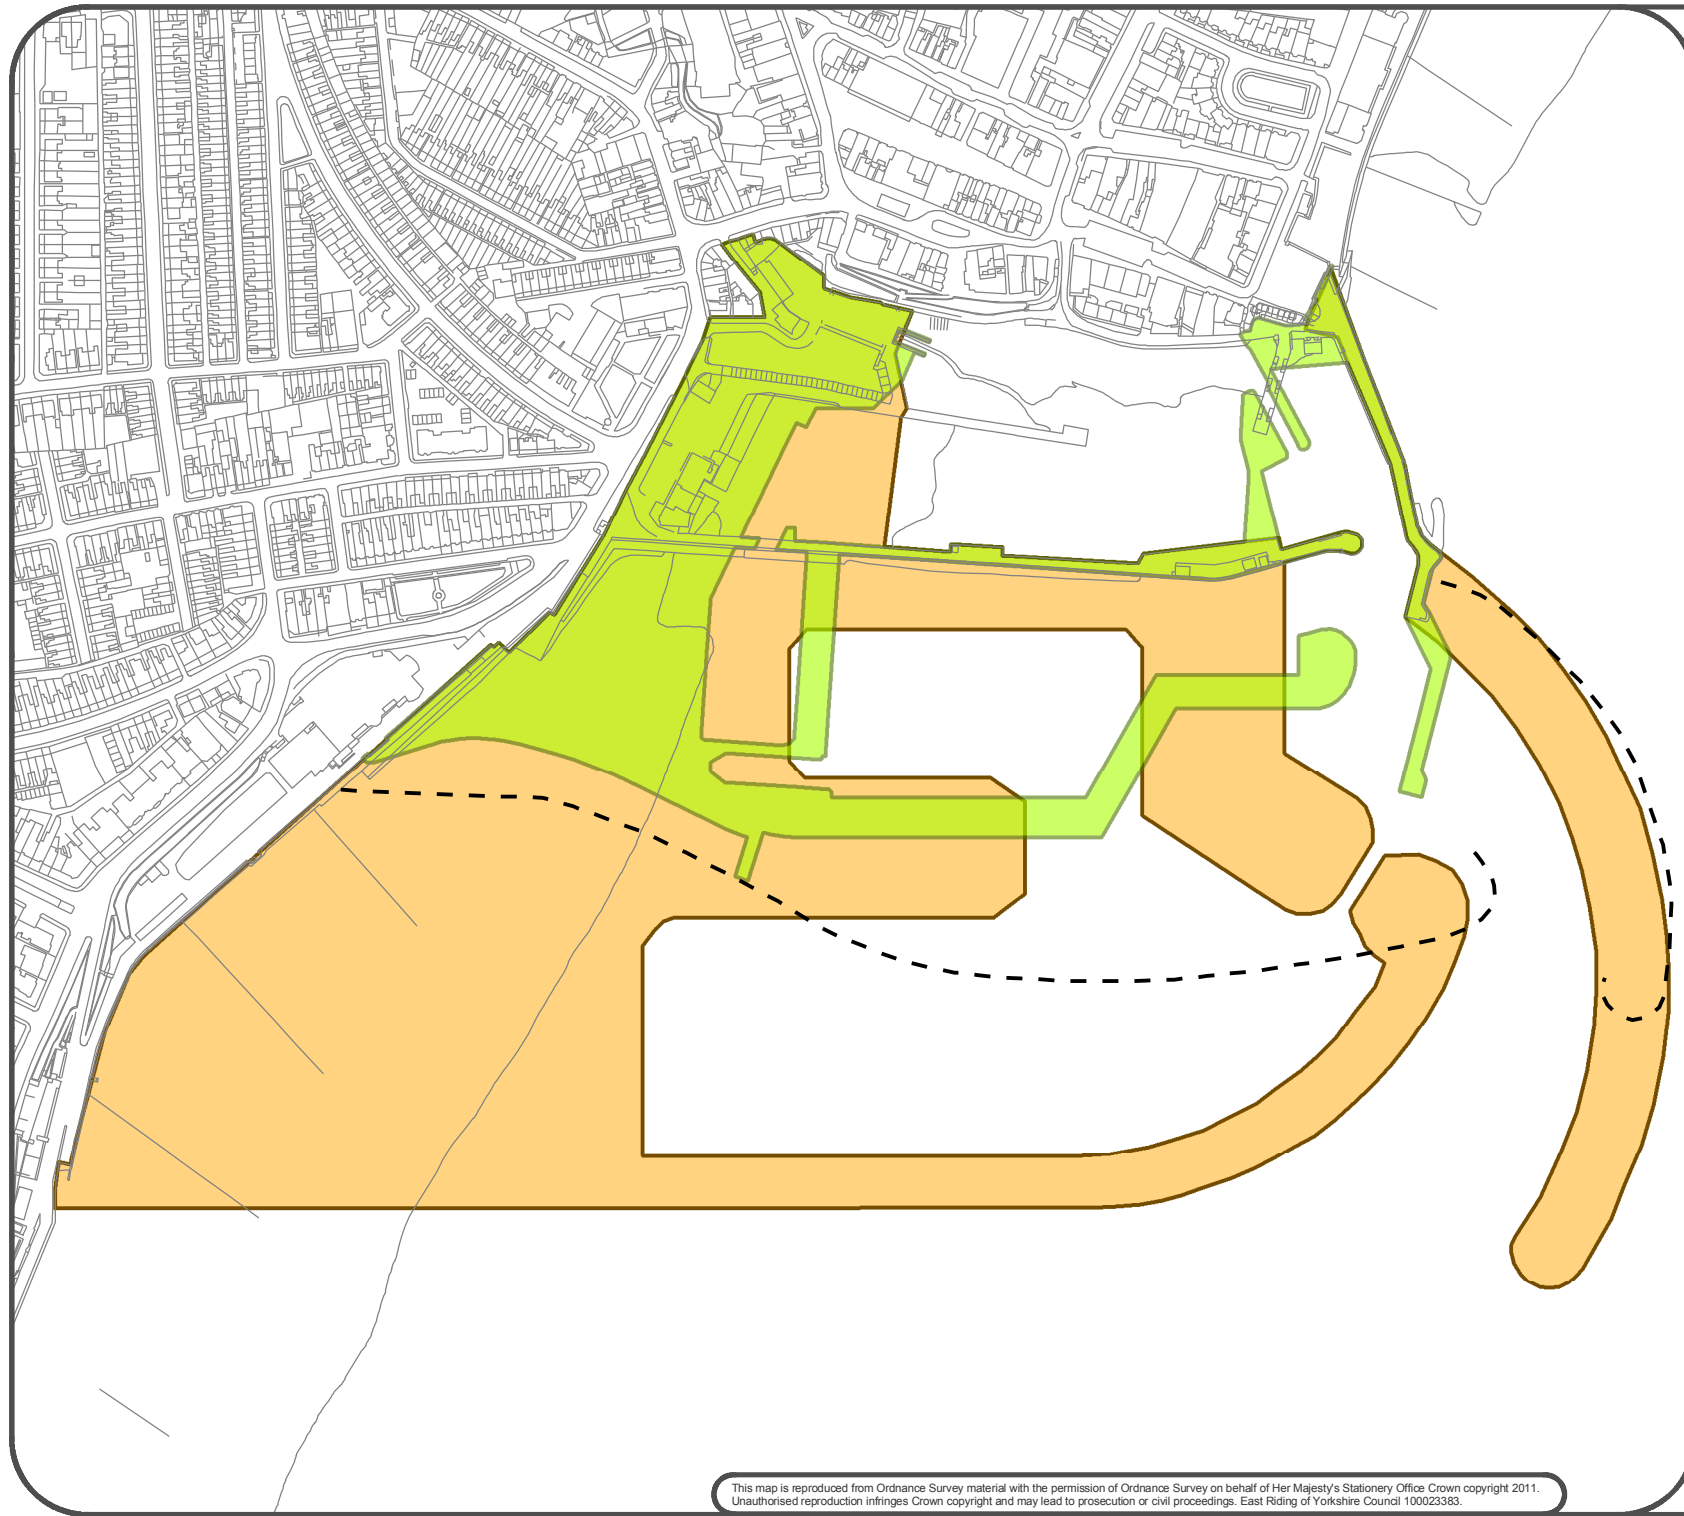 This map is reproduced from Ordnance Survey material with the permission of Ordnance Survey on behalf of Her Majesty's Stationery Office Crown copyright 2011.
Unauthorised reproduction infringes Crown copyright and may lead to prosecution or civil proceedings. East Riding of Yorkshire Council 100023383.